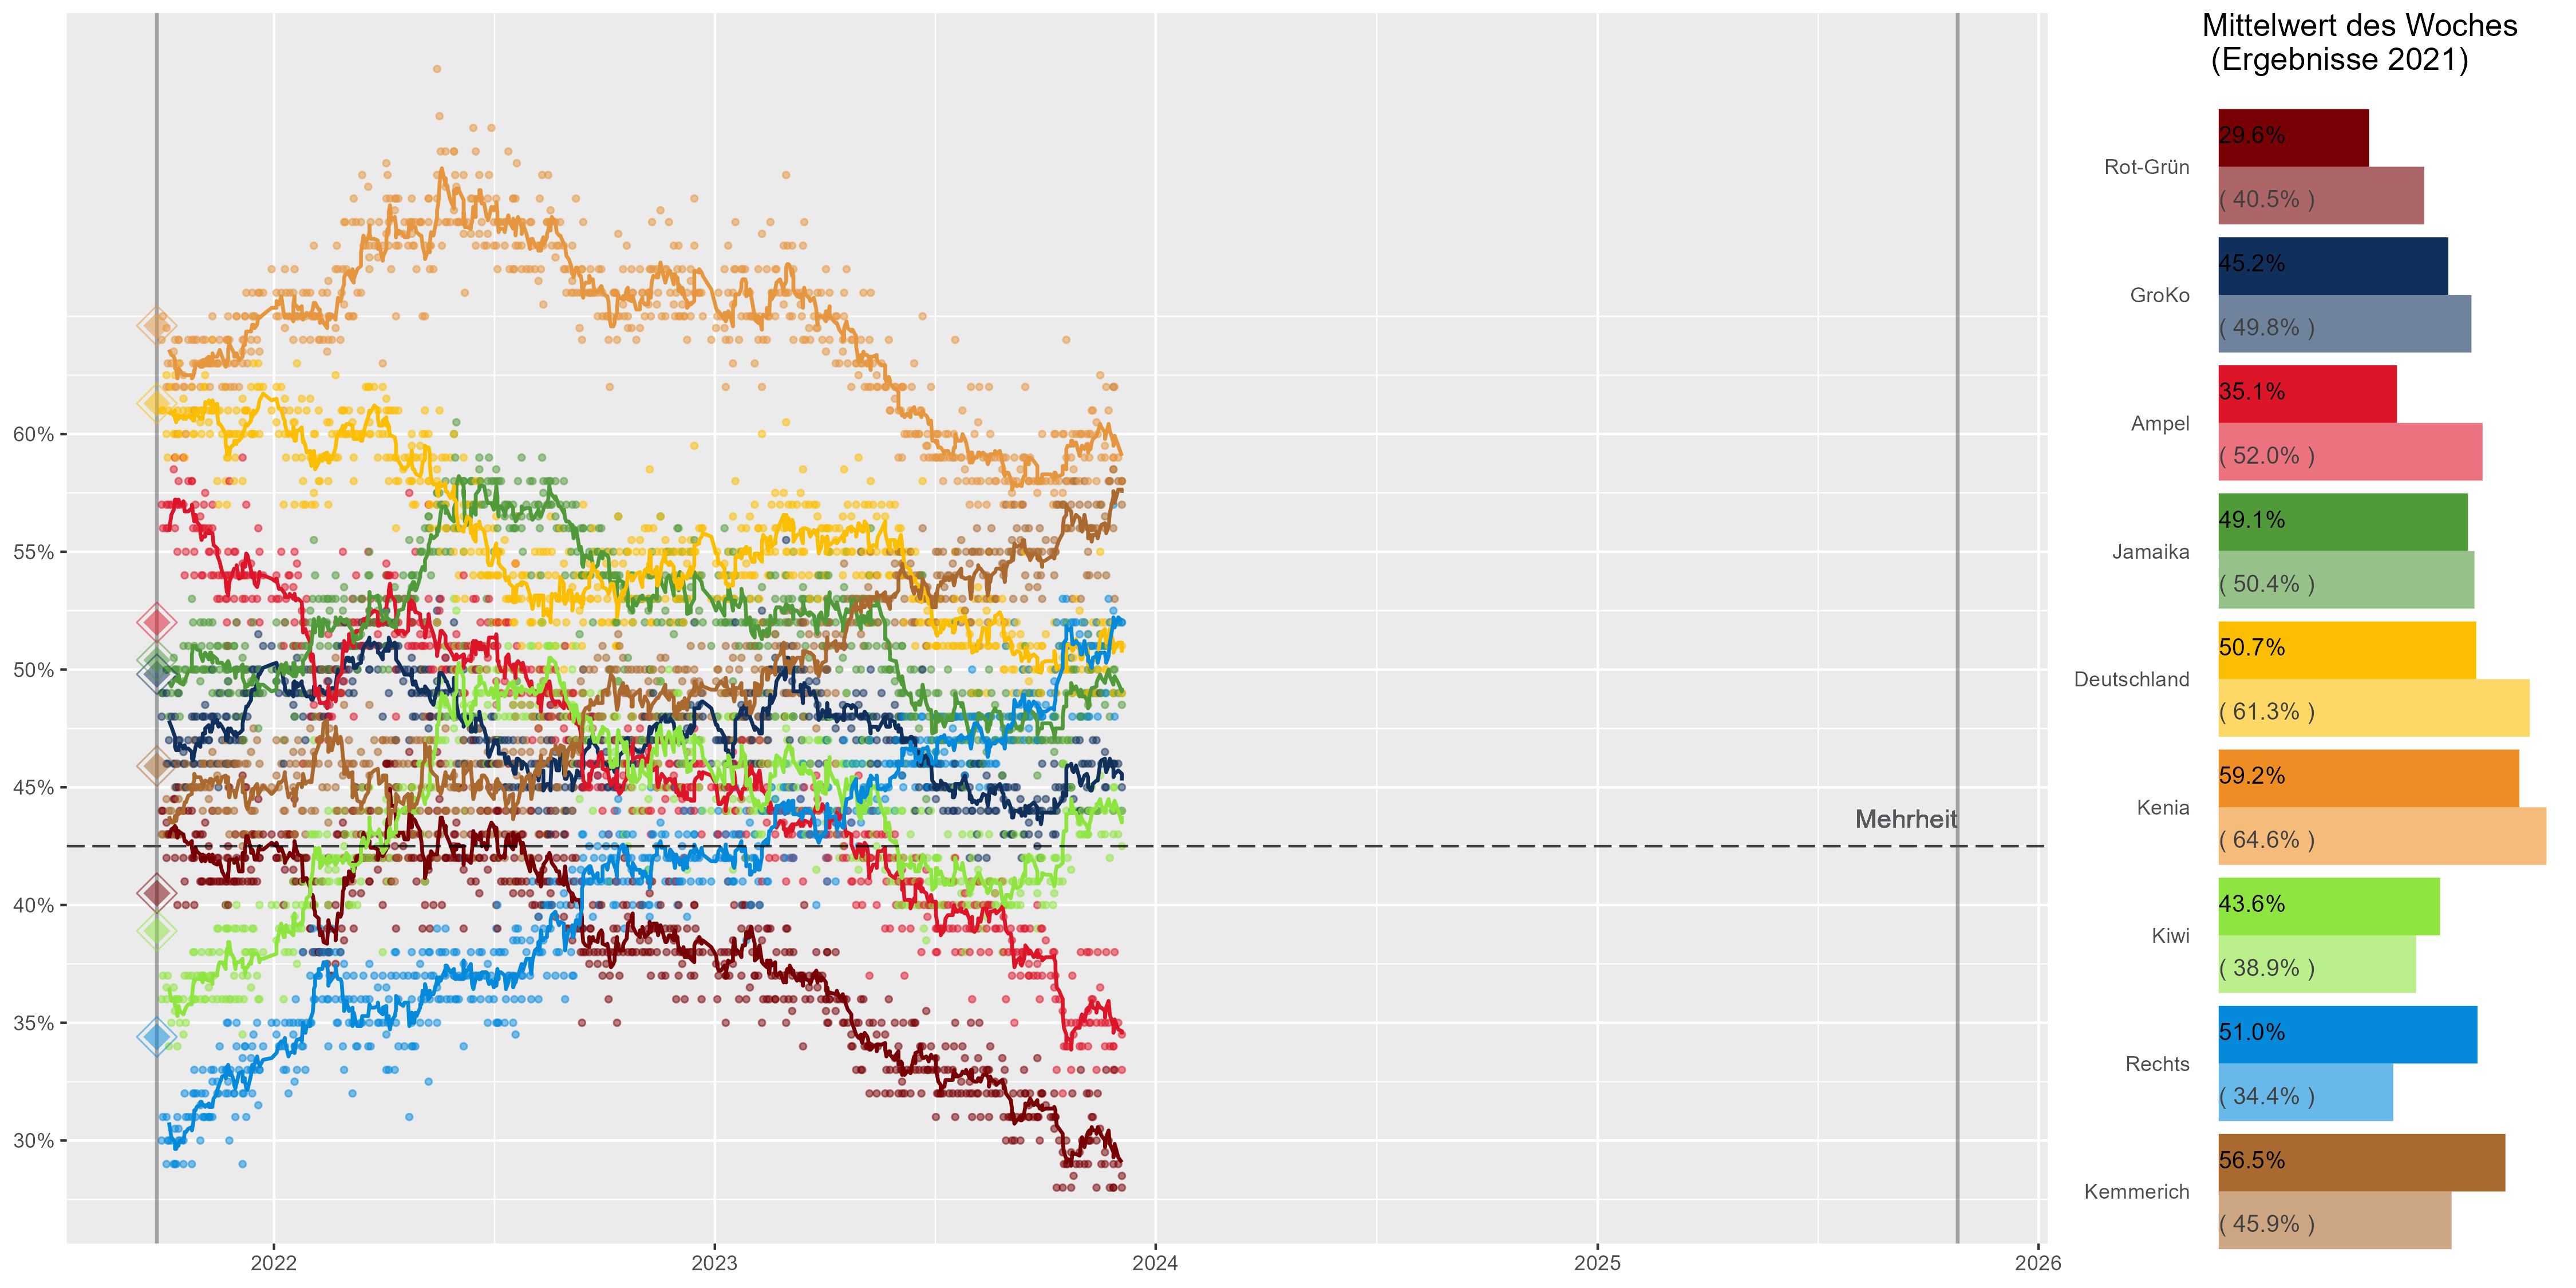 Mittelwert des Woches
(Ergebnisse 2021)
60%
55%
50%
45%
40%
35%
30%
2022
2023
2024
2025
2026
Mehrheit
Rot-Grün
29.6%
( 40.5% )
GroKo
45.2%
( 49.8% )
Ampel
35.1%
( 52.0% )
Jamaika
49.1%
( 50.4% )
Deutschland
50.7%
( 61.3% )
Kenia
59.2%
( 64.6% )
Kiwi
43.6%
( 38.9% )
Rechts
51.0%
( 34.4% )
Kemmerich
56.5%
( 45.9% )